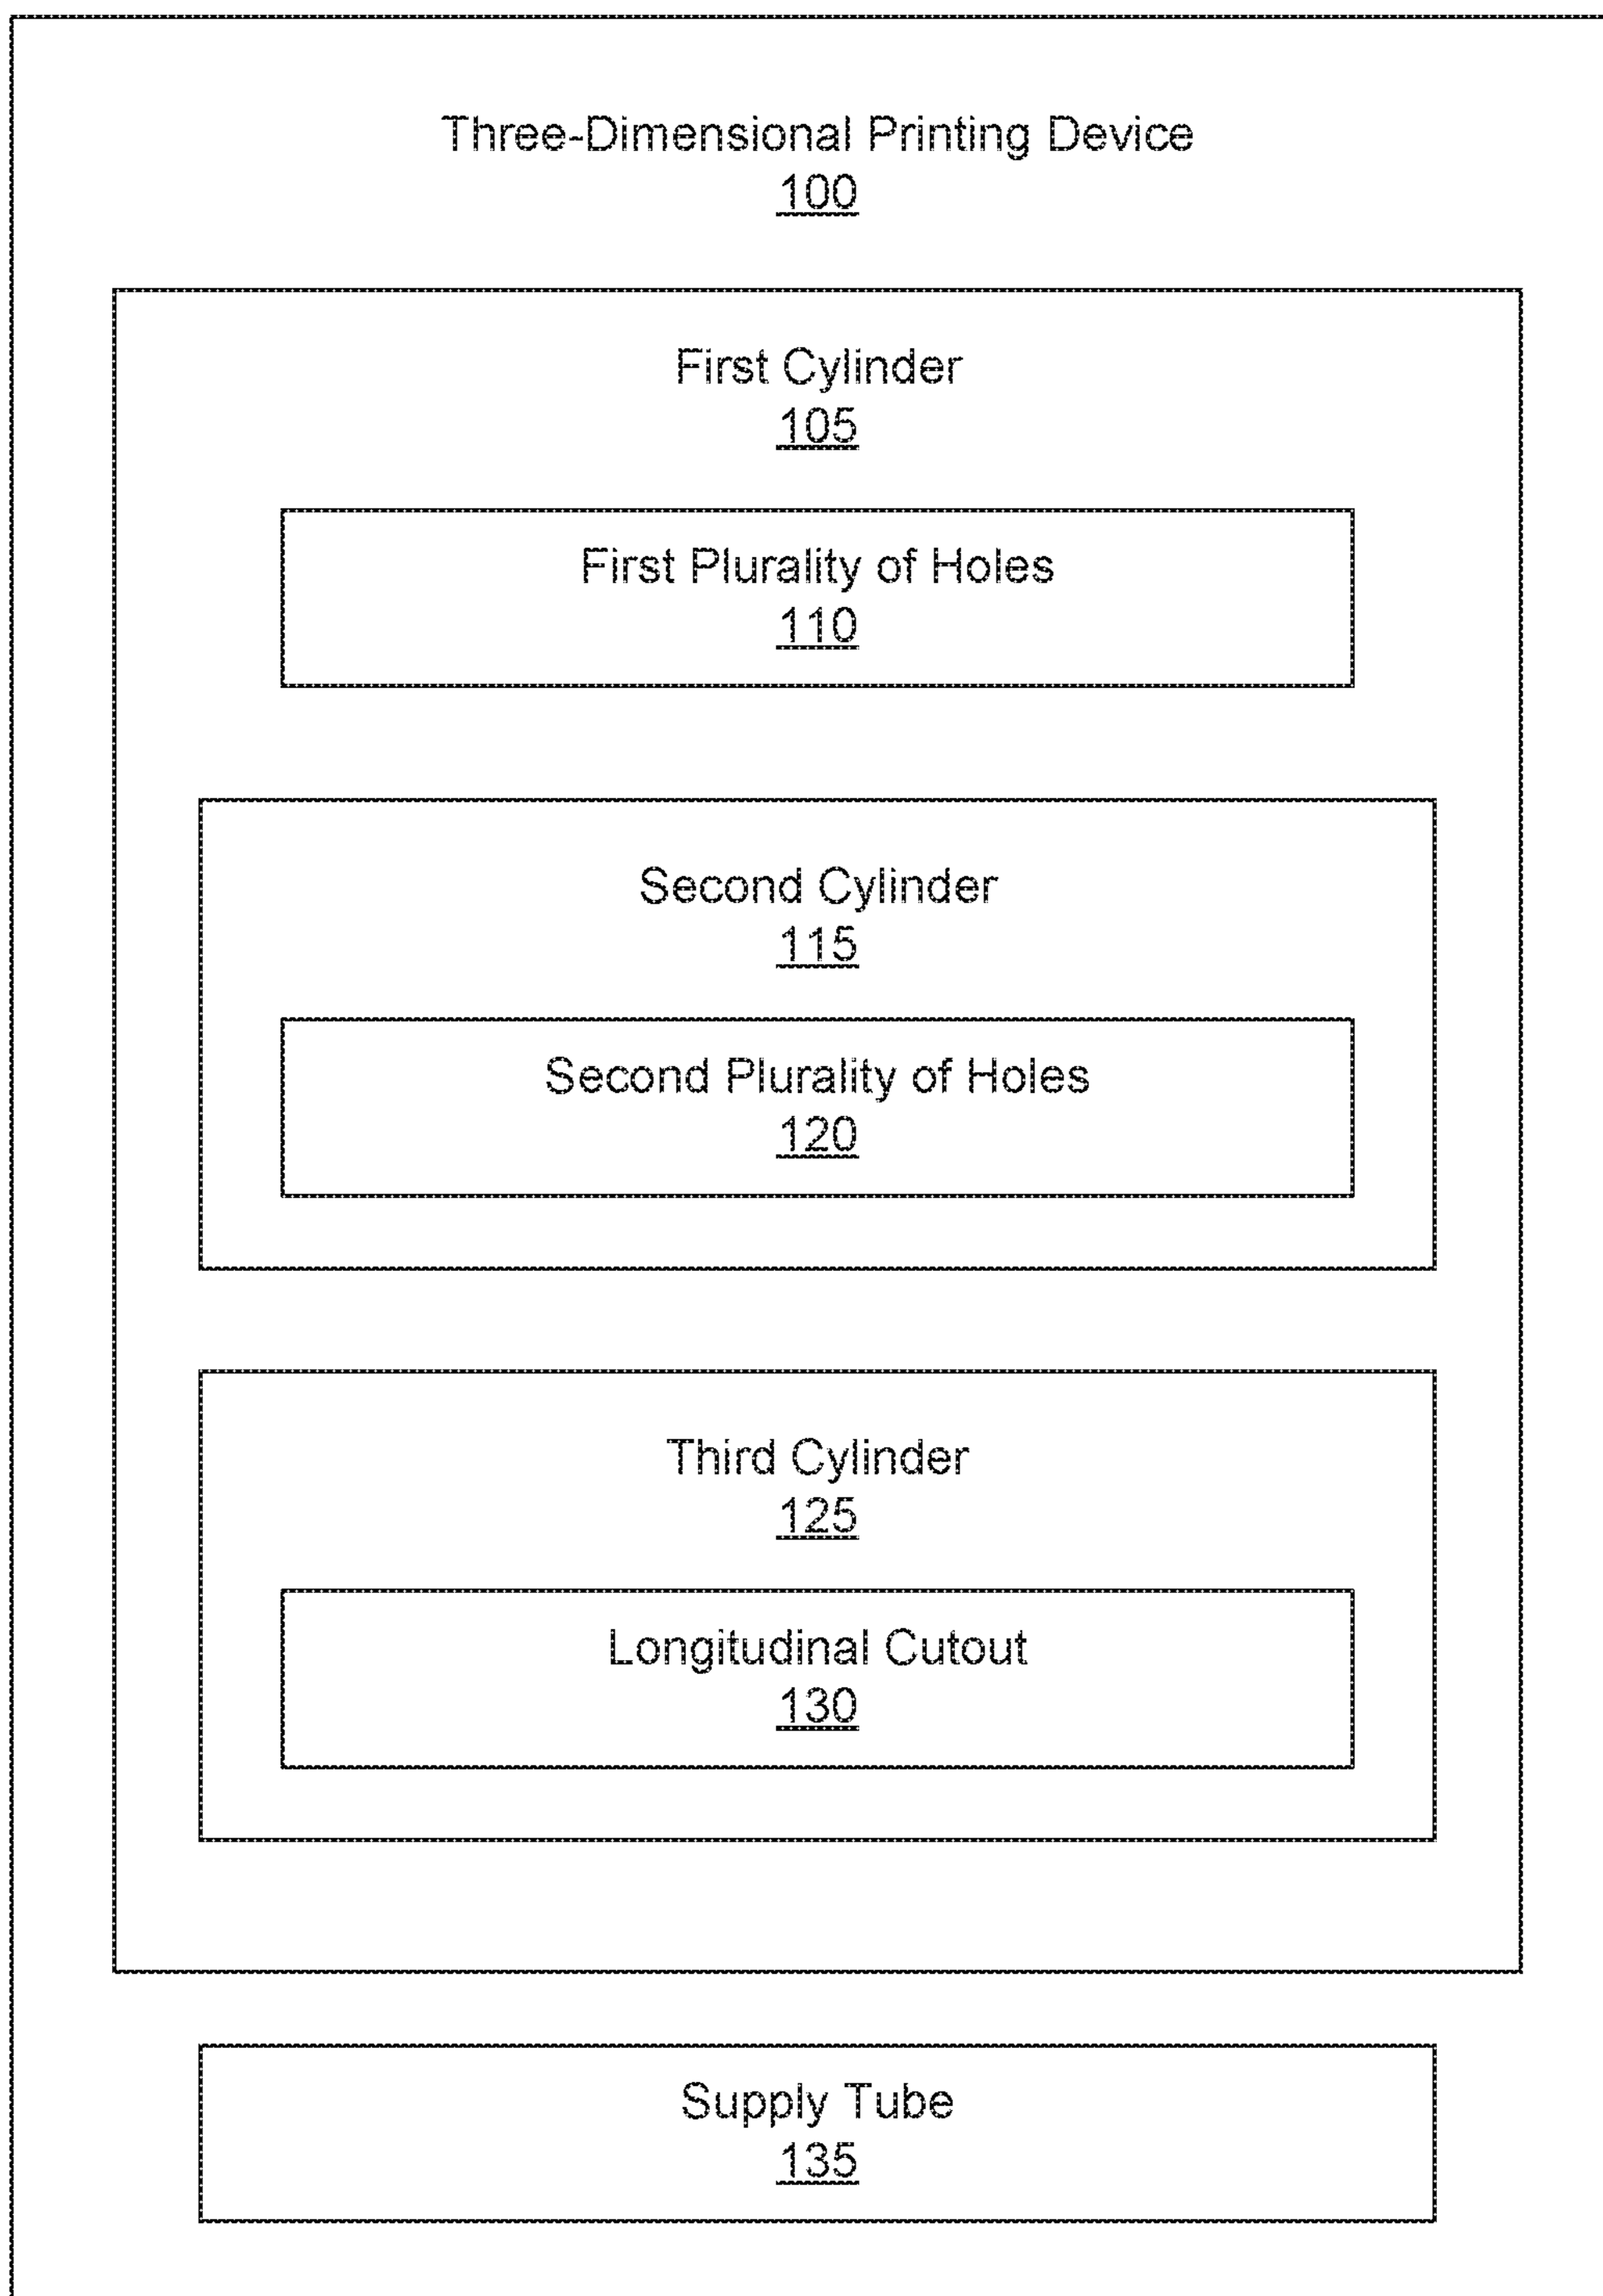 Three-Dimensional Printing Device
100
First Cylinder
105
First Plurality of Holes
110
Second Cylinder
115
Second Plurality of Holes
120
Third Cylinder
125
Longitudinal Cutout
130
Supply Tube
135